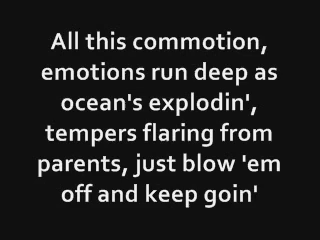 All this commotion,
emotions run deep as
ocean's explodin',
tempers flaring from
parents, just blow 'em
off and keep goin'